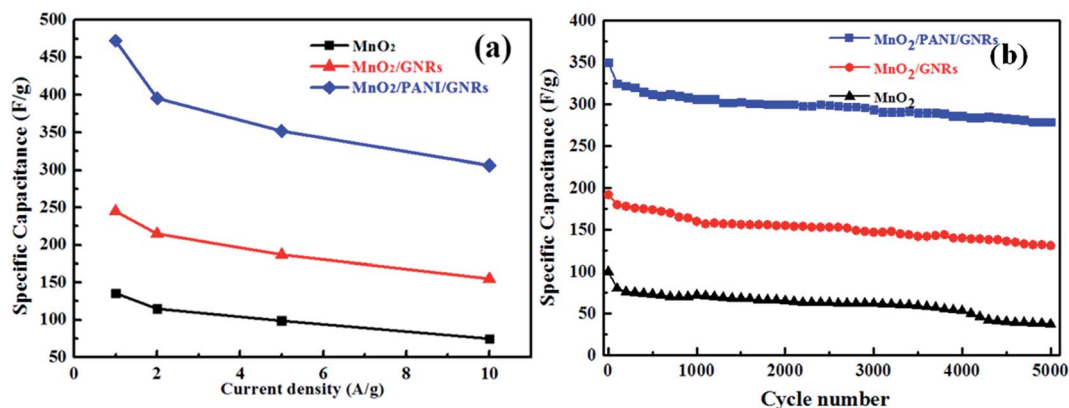 500
450
400
350
300
250
200
150
100
50
0
2
4
6
8
10
Specific Capacitance (F/g)
Current density (A/g)
MnO₂
MnO₂/GNRs
MnO₂/PANI/GNRs
(a)
400
350
300
250
200
150
100
50
0
0
1000
2000
3000
4000
5000
Specific Capacitance (F/g)
Cycle number
MnO₂/PANI/GNRs
MnO₂/GNRs
MnO₂
(b)